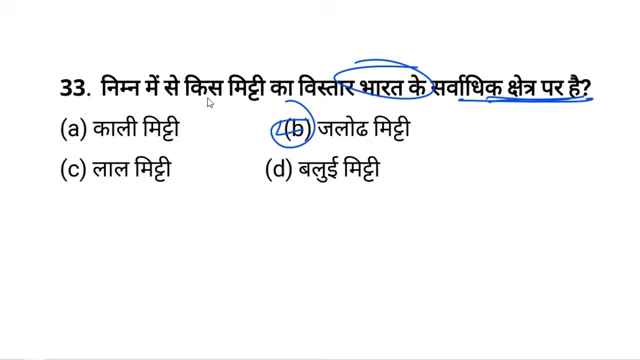 33. निम्न में से किस मिट्टी का विस्तार भारत के सर्वाधिक क्षेत्र पर है?
(a) काली मिट्टी (b) जलोढ मिट्टी
(c) लाल मिट्टी (d) बलुई मिट्टी